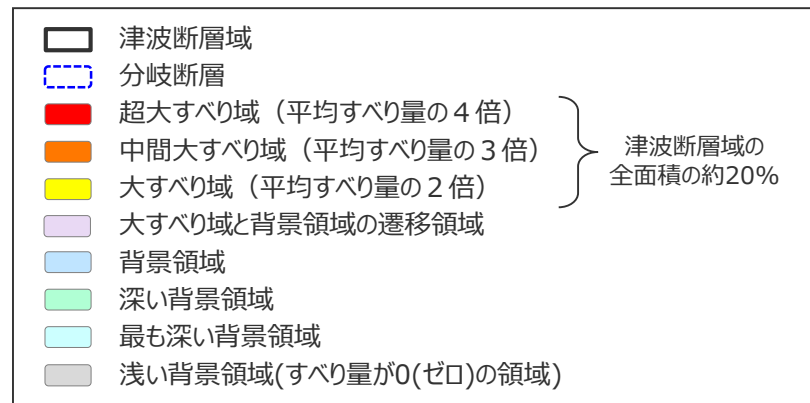 津波断層域
分岐断層
超大すべり域（平均すべり量の４倍）
中間大すべり域（平均すべり量の３倍）
大すべり域（平均すべり量の２倍）
津波断層域の
全面積の約20%
大すべり域と背景領域の遷移領域
背景領域
深い背景領域
最も深い背景領域
浅い背景領域(すべり量が0(ゼロ)の領域)